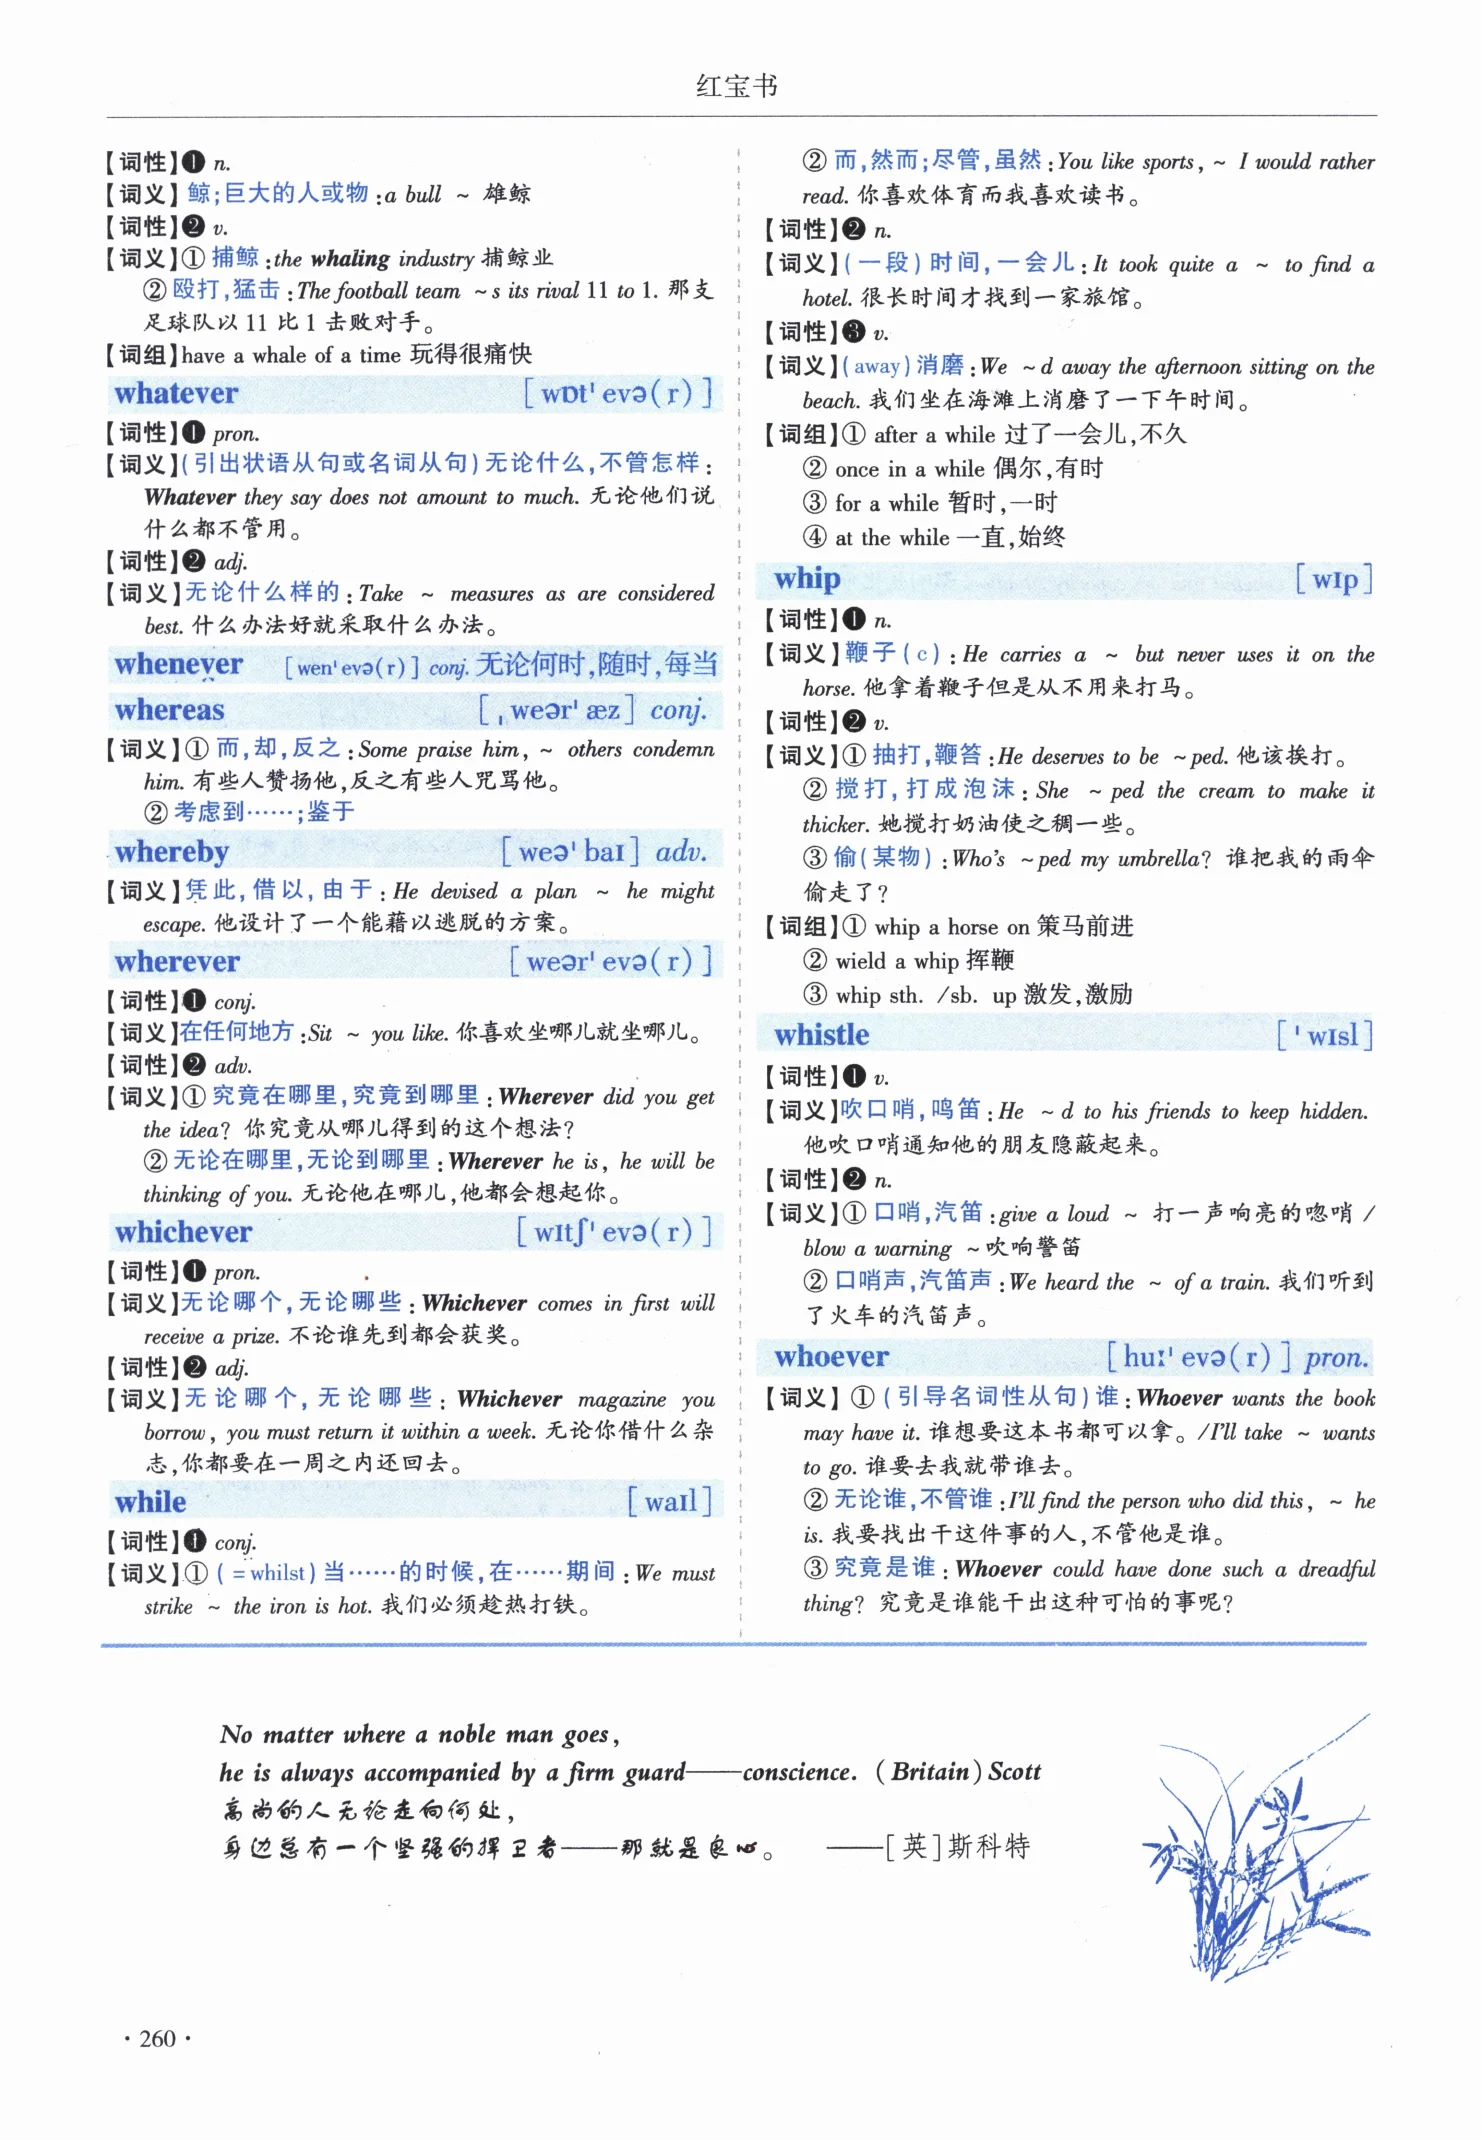 红宝书
【词性】❶ n.
【词义】鲸;巨大的人或物:a bull ~ 雄鲸
【词性】❷ v.
【词义】① 捕鲸:the whaling industry 捕鲸业
② 殴打,猛击:The football team ~s its rival 11 to 1. 那支
足球队以 11 比 1 击败对手。
【词组】have a whale of a time 玩得很痛快
whatever [wɒt'evə(r)]
【词性】❶ pron.
【词义】(引出状语从句或名词从句)无论什么,不管怎样:
Whatever they say does not amount to much. 无论他们说
什么都不管用。
【词性】❷ adj.
【词义】无论什么样的:Take ~ measures as are considered
best. 什么办法好就采取什么办法。
whenever [wen'evə(r)] conj. 无论何时,随时,每当
whereas [ˌweər'æz] conj.
【词义】① 而,却,反之:Some praise him, ~ others condemn
him. 有些人赞扬他,反之有些人咒骂他。
② 考虑到……;鉴于
whereby [weə'baɪ] adv.
【词义】凭此,借以,由于:He devised a plan ~ he might
escape. 他设计了一个能藉以逃脱的方案。
wherever [weər'evə(r)]
【词性】❶ conj.
【词义】在任何地方:Sit ~ you like. 你喜欢坐哪儿就坐哪儿。
【词性】❷ adv.
【词义】① 究竟在哪里,究竟到哪里:Wherever did you get
the idea? 你究竟从哪儿得到的这个想法?
② 无论在哪里,无论到哪里:Wherever he is, he will be
thinking of you. 无论他在哪儿,他都会想起你。
whichever [wɪtʃ'evə(r)]
【词性】❶ pron.
【词义】无论哪个,无论哪些:Whichever comes in first will
receive a prize. 不论谁先到都会获奖。
【词性】❷ adj.
【词义】无论哪个,无论哪些:Whichever magazine you
borrow, you must return it within a week. 无论你借什么杂
志,你都要在一周之内还回去。
while [waɪl]
【词性】❶ conj.
【词义】① (=whilst)当……的时候,在……期间:We must
strike ~ the iron is hot. 我们必须趁热打铁。
② 而,然而;尽管,虽然:You like sports, ~ I would rather
read. 你喜欢体育而我喜欢读书。
【词性】❷ n.
【词义】(一段)时间,一会儿:It took quite a ~ to find a
hotel. 很长时间才找到一家旅馆。
【词性】❸ v.
【词义】(away)消磨:We ~d away the afternoon sitting on the
beach. 我们坐在海滩上消磨了一下午时间。
【词组】① after a while 过了一会儿,不久
② once in a while 偶尔,有时
③ for a while 暂时,一时
④ at the while 一直,始终
whip [wɪp]
【词性】❶ n.
【词义】鞭子(c):He carries a ~ but never uses it on the
horse. 他拿着鞭子但是从不用来打马。
【词性】❷ v.
【词义】① 抽打,鞭笞:He deserves to be ~ped. 他该挨打。
② 搅打,打成泡沫:She ~ped the cream to make it
thicker. 她搅打奶油使之稠一些。
③ 偷(某物):Who's ~ped my umbrella? 谁把我的雨伞
偷走了?
【词组】① whip a horse on 策马前进
② wield a whip 挥鞭
③ whip sth. /sb. up 激发,激励
whistle ['wɪsl]
【词性】❶ v.
【词义】吹口哨,鸣笛:He ~d to his friends to keep hidden.
他吹口哨通知他的朋友隐蔽起来。
【词性】❷ n.
【词义】① 口哨,汽笛:give a loud ~ 打一声响亮的唿哨 /
blow a warning ~吹响警笛
② 口哨声,汽笛声:We heard the ~ of a train. 我们听到
了火车的汽笛声。
whoever [huː'evə(r)] pron.
【词义】① (引导名词性从句)谁:Whoever wants the book
may have it. 谁想要这本书都可以拿。/I'll take ~ wants
to go. 谁要去我就带谁去。
② 无论谁,不管谁:I'll find the person who did this, ~ he
is. 我要找出干这件事的人,不管他是谁。
③ 究竟是谁:Whoever could have done such a dreadful
thing? 究竟是谁能干出这种可怕的事呢?
No matter where a noble man goes,
he is always accompanied by a firm guard——conscience. (Britain) Scott
高尚的人无论走向何处,
身边总有一个坚强的捍卫者——那就是良心。 ——[英]斯科特
·260·